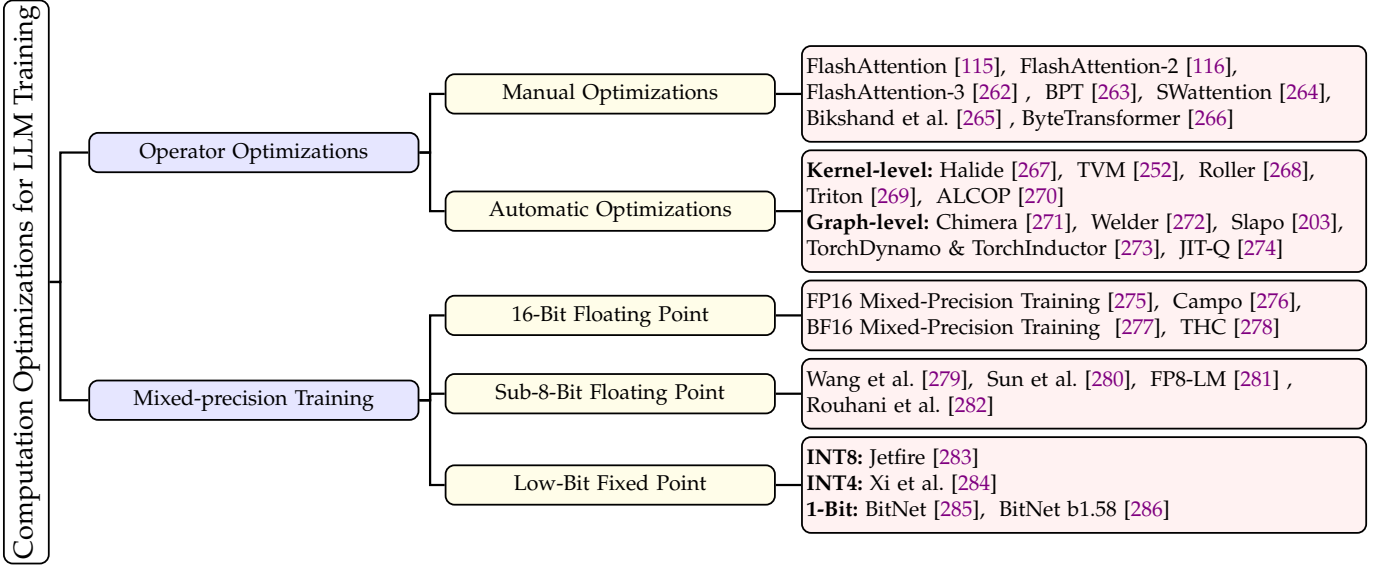 Computation Optimizations for LLM Training
Operator Optimizations
Manual Optimizations
FlashAttention [115], FlashAttention-2 [116],
FlashAttention-3 [262] , BPT [263], SWattention [264],
Bikshand et al. [265] , ByteTransformer [266]
Automatic Optimizations
Kernel-level: Halide [267], TVM [252], Roller [268],
Triton [269], ALCOP [270]
Graph-level: Chimera [271], Welder [272], Slapo [203],
TorchDynamo & TorchInductor [273], JIT-Q [274]
Mixed-precision Training
16-Bit Floating Point
FP16 Mixed-Precision Training [275], Campo [276],
BF16 Mixed-Precision Training [277], THC [278]
Sub-8-Bit Floating Point
Wang et al. [279], Sun et al. [280], FP8-LM [281] ,
Rouhani et al. [282]
Low-Bit Fixed Point
INT8: Jetfire [283]
INT4: Xi et al. [284]
1-Bit: BitNet [285], BitNet b1.58 [286]